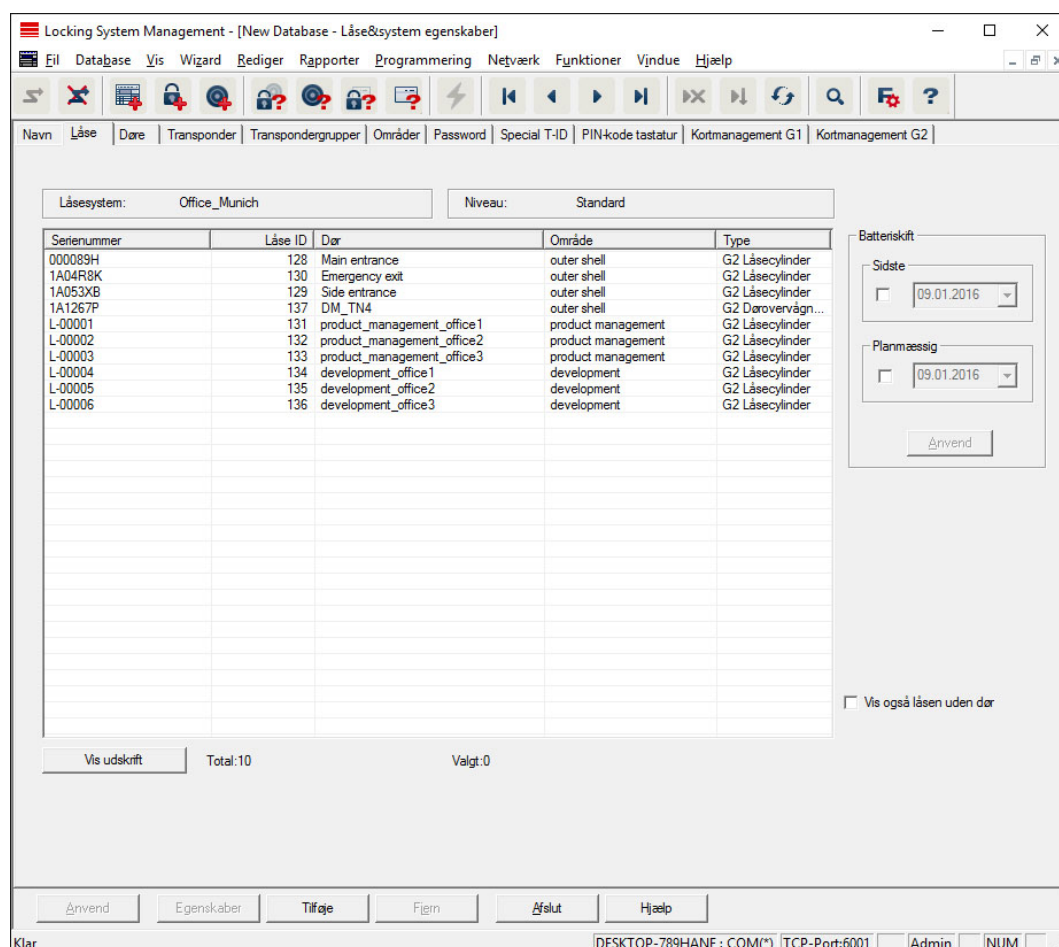 Locking System Management - [New Database - Låse&system egenskaber]
Fil Database Vis Wizard Rediger Rapporter Programmering Netværk Funktioner Vindue Hjælp
Navn Låse Døre Transponder Transpondergrupper Områder Password Special T-ID PIN-kode tastatur Kortmanagement G1 Kortmanagement G2
Låsesystem: Office_Munich Niveau: Standard
Serienummer Låse ID Dør Område Type
000089H 128 Main entrance outer shell G2 Låsecylinder
1A04R8K 130 Emergency exit outer shell G2 Låsecylinder
1A053XB 129 Side entrance outer shell G2 Låsecylinder
1A1267P 137 DM_TN4 outer shell G2 Dørovervågn...
L-00001 131 product_management_office1 product management G2 Låsecylinder
L-00002 132 product_management_office2 product management G2 Låsecylinder
L-00003 133 product_management_office3 product management G2 Låsecylinder
L-00004 134 development_office1 development G2 Låsecylinder
L-00005 135 development_office2 development G2 Låsecylinder
L-00006 136 development_office3 development G2 Låsecylinder
Batteriskift
Sidste
09.01.2016
Planmæssig
09.01.2016
Anvend
Vis også låsen uden dør
Vis udskrift Total:10 Valgt:0
Anvend Egenskaber Tilføje Fjern Afslut Hjælp
Klar DESKTOP-789HANF : COM(*) TCP-Port:6001 Admin NUM